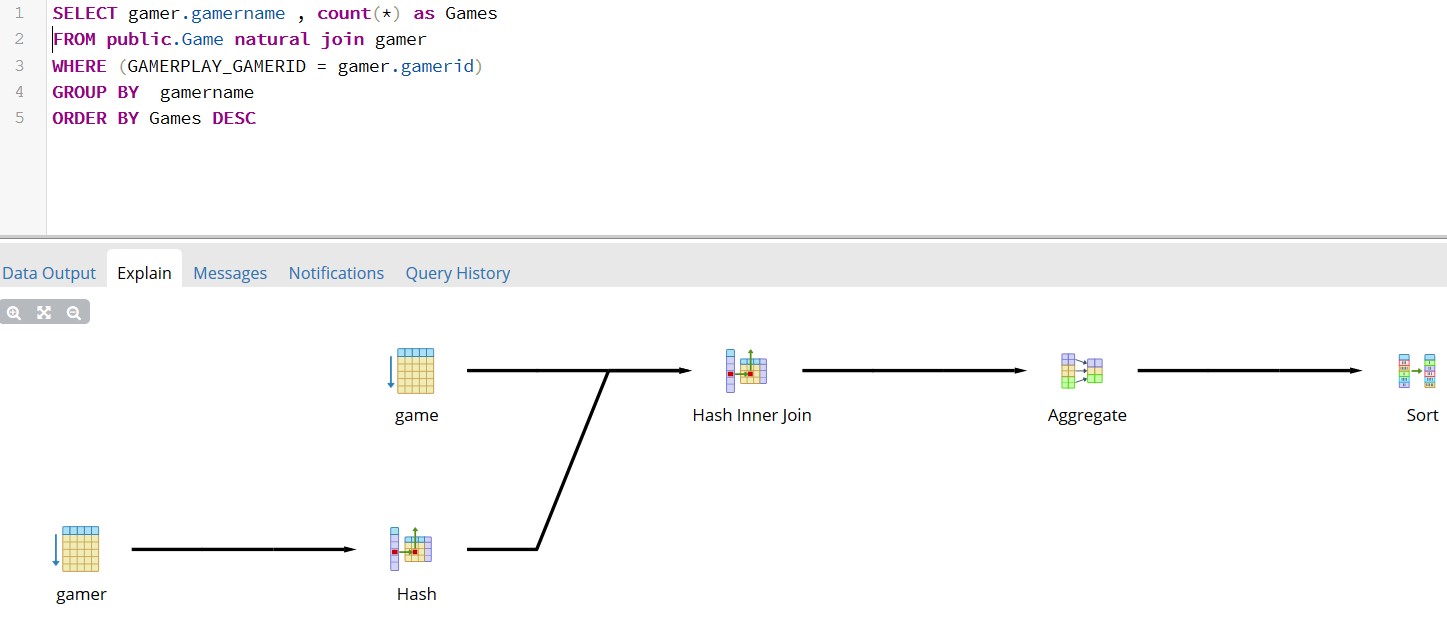 1 SELECT gamer.gamername , count(*) as Games
2 FROM public.Game natural join gamer
3 WHERE (GAMERPLAY_GAMERID = gamer.gamerid)
4 GROUP BY  gamername
5 ORDER BY Games DESC
Data Output Explain Messages Notifications Query History
game Hash Inner Join Aggregate Sort
gamer Hash